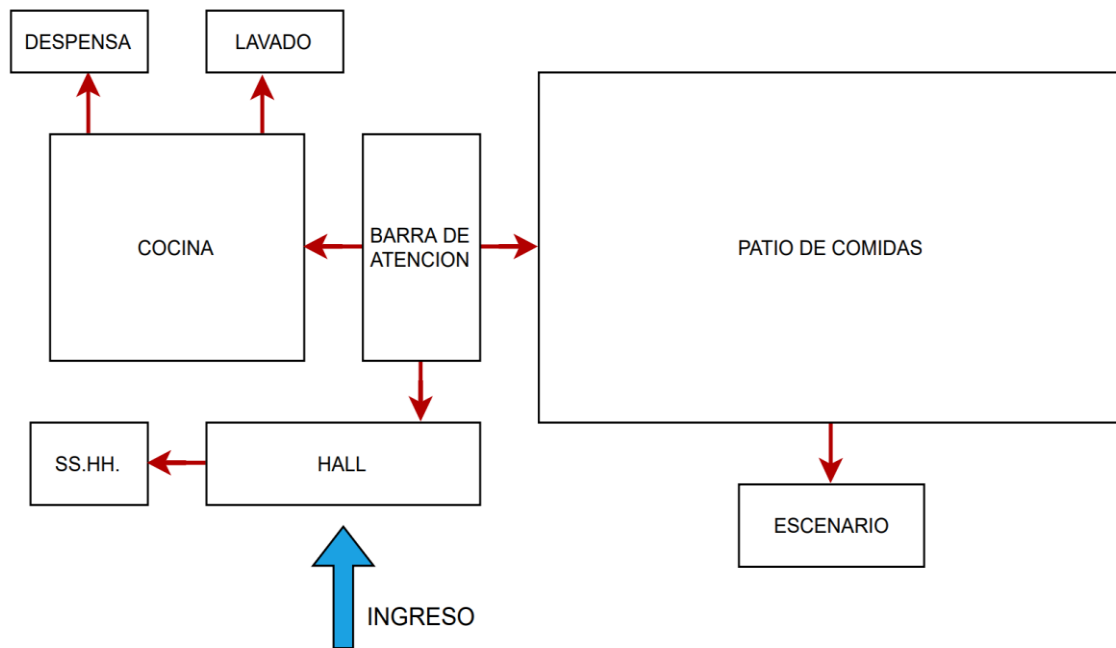 DESPENSA
LAVADO
COCINA
BARRA DE
ATENCION
PATIO DE COMIDAS
SS.HH.
HALL
ESCENARIO
INGRESO